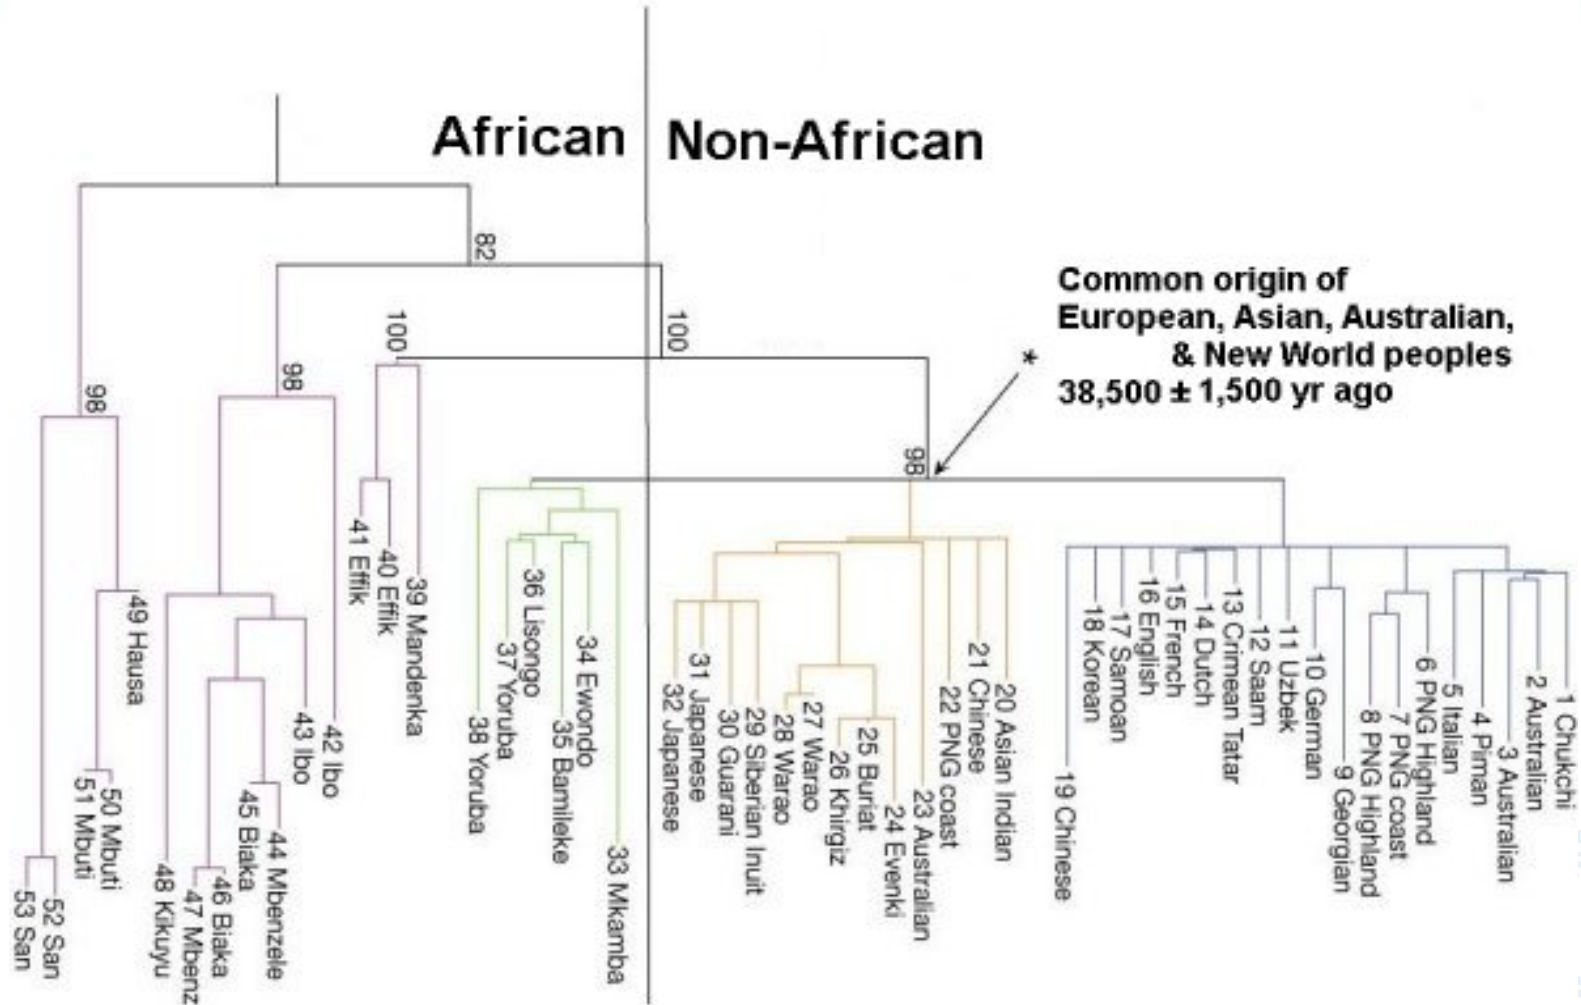 African
Non-African
Common origin of
European, Asian, Australian,
& New World peoples
*
38,500 ± 1,500 yr ago
82
100
100
98
98
98
53 San
52 San
51 Mbuti
50 Mbuti
49 Hausa
48 Kikuyu
47 Mbenz
46 Biaka
45 Biaka
44 Mbenzele
43 Ibo
42 Ibo
41 Effik
40 Effik
39 Mandenka
38 Yoruba
37 Yoruba
36 Lisongo
35 Bamileke
34 Ewondo
33 Mkamba
32 Japanese
31 Japanese
30 Guarani
29 Siberian Inuit
28 Warao
27 Warao
26 Khirgiz
25 Buriat
24 Evenki
23 Australian
22 PNG coast
21 Chinese
20 Asian Indian
19 Chinese
18 Korean
17 Samoan
16 English
15 French
14 Dutch
13 Crimean Tatar
12 Saam
11 Uzbek
10 German
9 Georgian
8 PNG Highland
7 PNG coast
6 PNG Highland
5 Italian
4 Piman
3 Australian
2 Australian
1 Chukchi